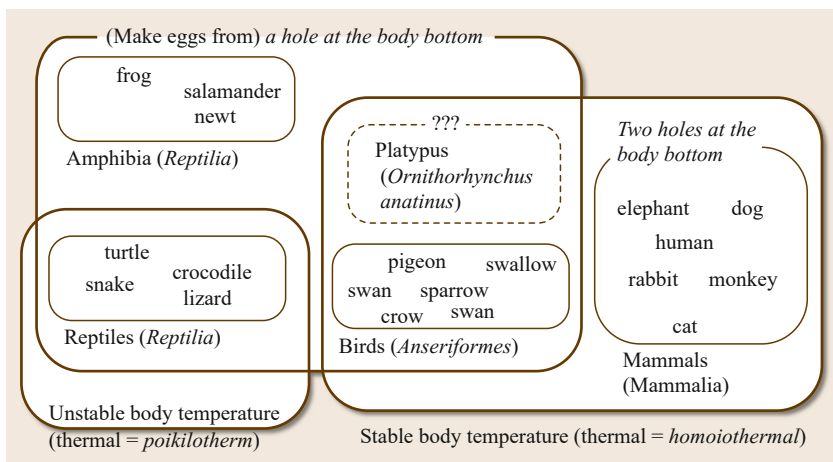 (Make eggs from) a hole at the body bottom
frog
salamander
newt
Amphibia (Reptilia)
turtle
snake
crocodile
lizard
Reptiles (Reptilia)
Unstable body temperature
(thermal = poikilotherm)
???
Platypus
(Ornithorhynchus
anatinus)
pigeon
swallow
swan sparrow
crow swan
Birds (Anseriformes)
Two holes at the
body bottom
elephant dog
human
rabbit monkey
cat
Mammals
(Mammalia)
Stable body temperature (thermal = homoiothermal)